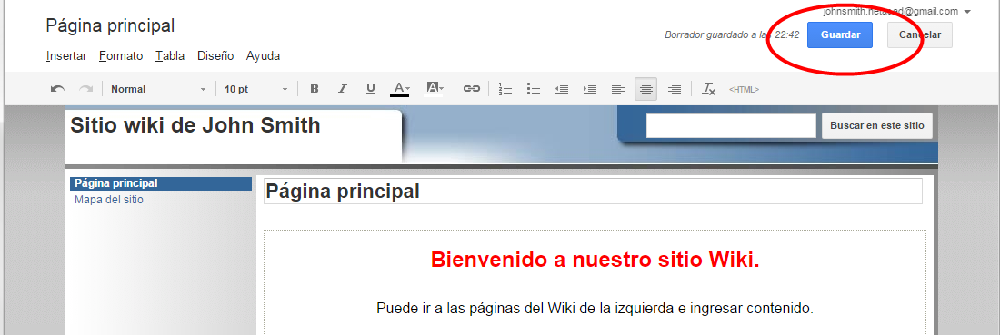 johnsmith.netacad@gmail.com
Página principal
Borrador guardado a las 22:42 Guardar Cancelar
Insertar Formato Tabla Diseño Ayuda
Normal 10 pt B I U A A <HTML>
Sitio wiki de John Smith
Buscar en este sitio
Página principal
Mapa del sitio
Página principal
Bienvenido a nuestro sitio Wiki.
Puede ir a las páginas del Wiki de la izquierda e ingresar contenido.